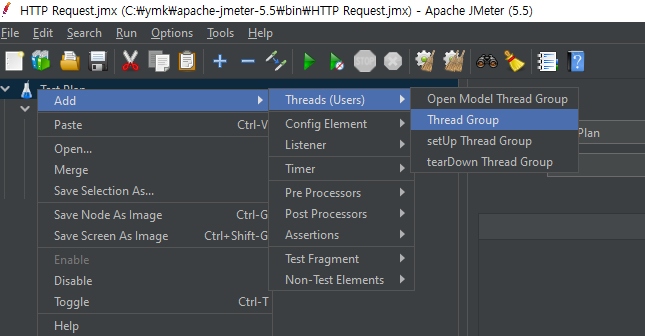 HTTP Request.jmx (C:₩ymk₩apache-jmeter-5.5₩bin₩HTTP Request.jmx) - Apache JMeter (5.5)
File Edit Search Run Options Tools Help
Test Plan
Add
Paste Ctrl-V
Open...
Merge
Save Selection As...
Save Node As Image Ctrl-G
Save Screen As Image Ctrl+Shift-G
Enable
Disable
Toggle Ctrl-T
Help
Threads (Users)
Config Element
Listener
Timer
Pre Processors
Post Processors
Assertions
Test Fragment
Non-Test Elements
Open Model Thread Group
Thread Group
setUp Thread Group
tearDown Thread Group
Plan